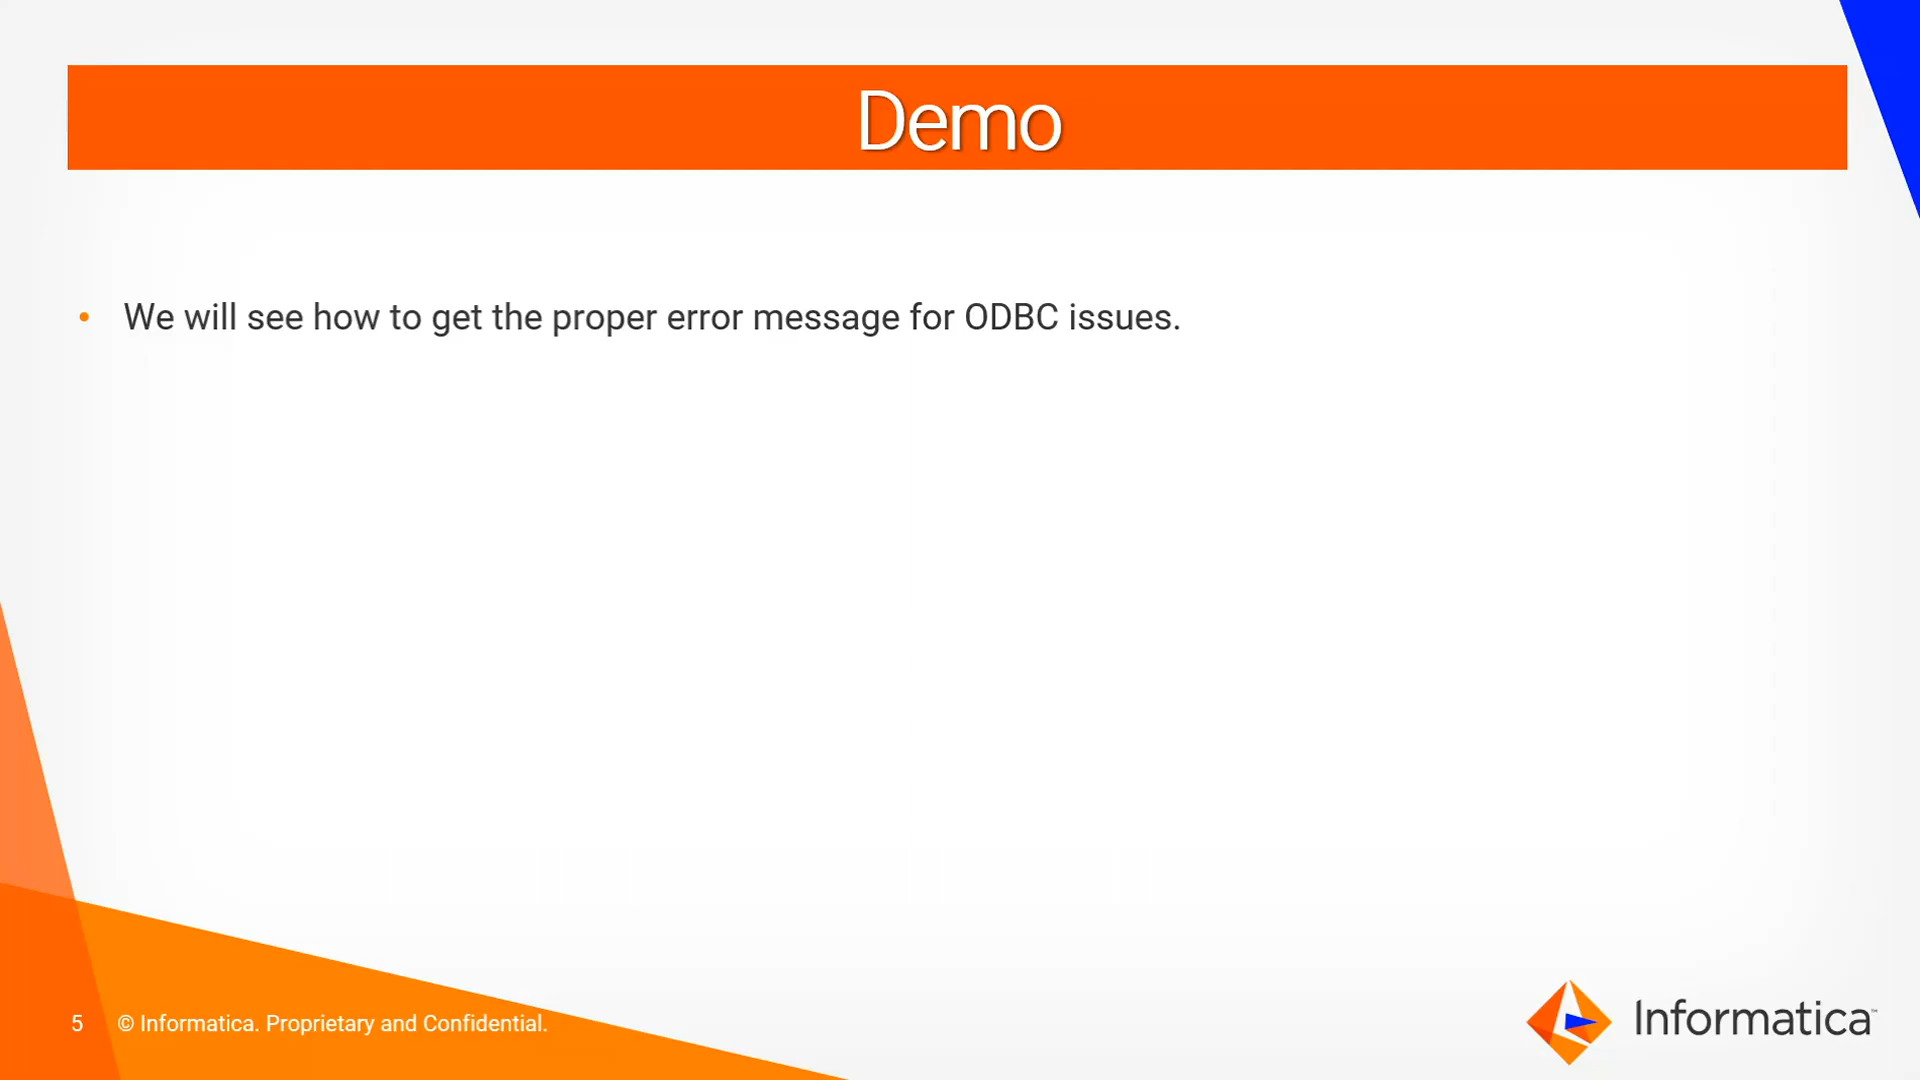 Demo
• We will see how to get the proper error message for ODBC issues.
5 © Informatica. Proprietary and Confidential.
Informatica™